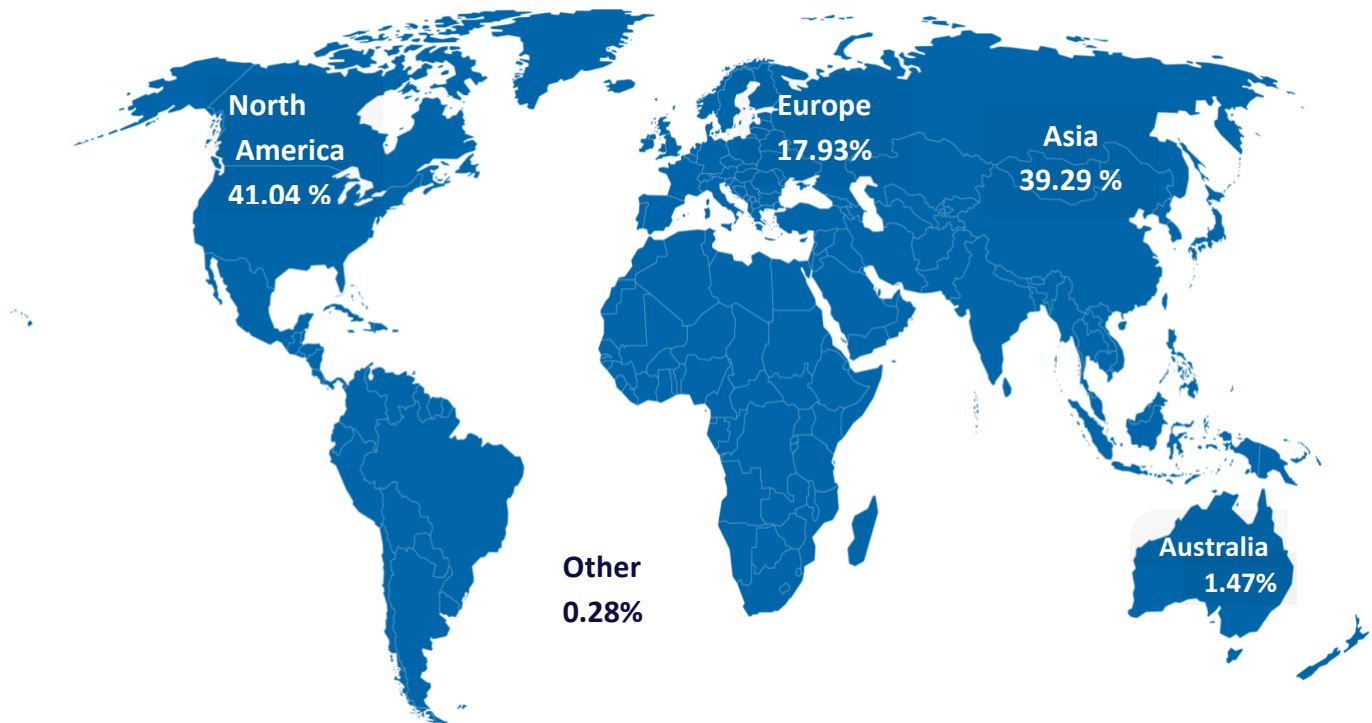 North
America
41.04 %
Europe
17.93%
Asia
39.29 %
Other
0.28%
Australia
1.47%